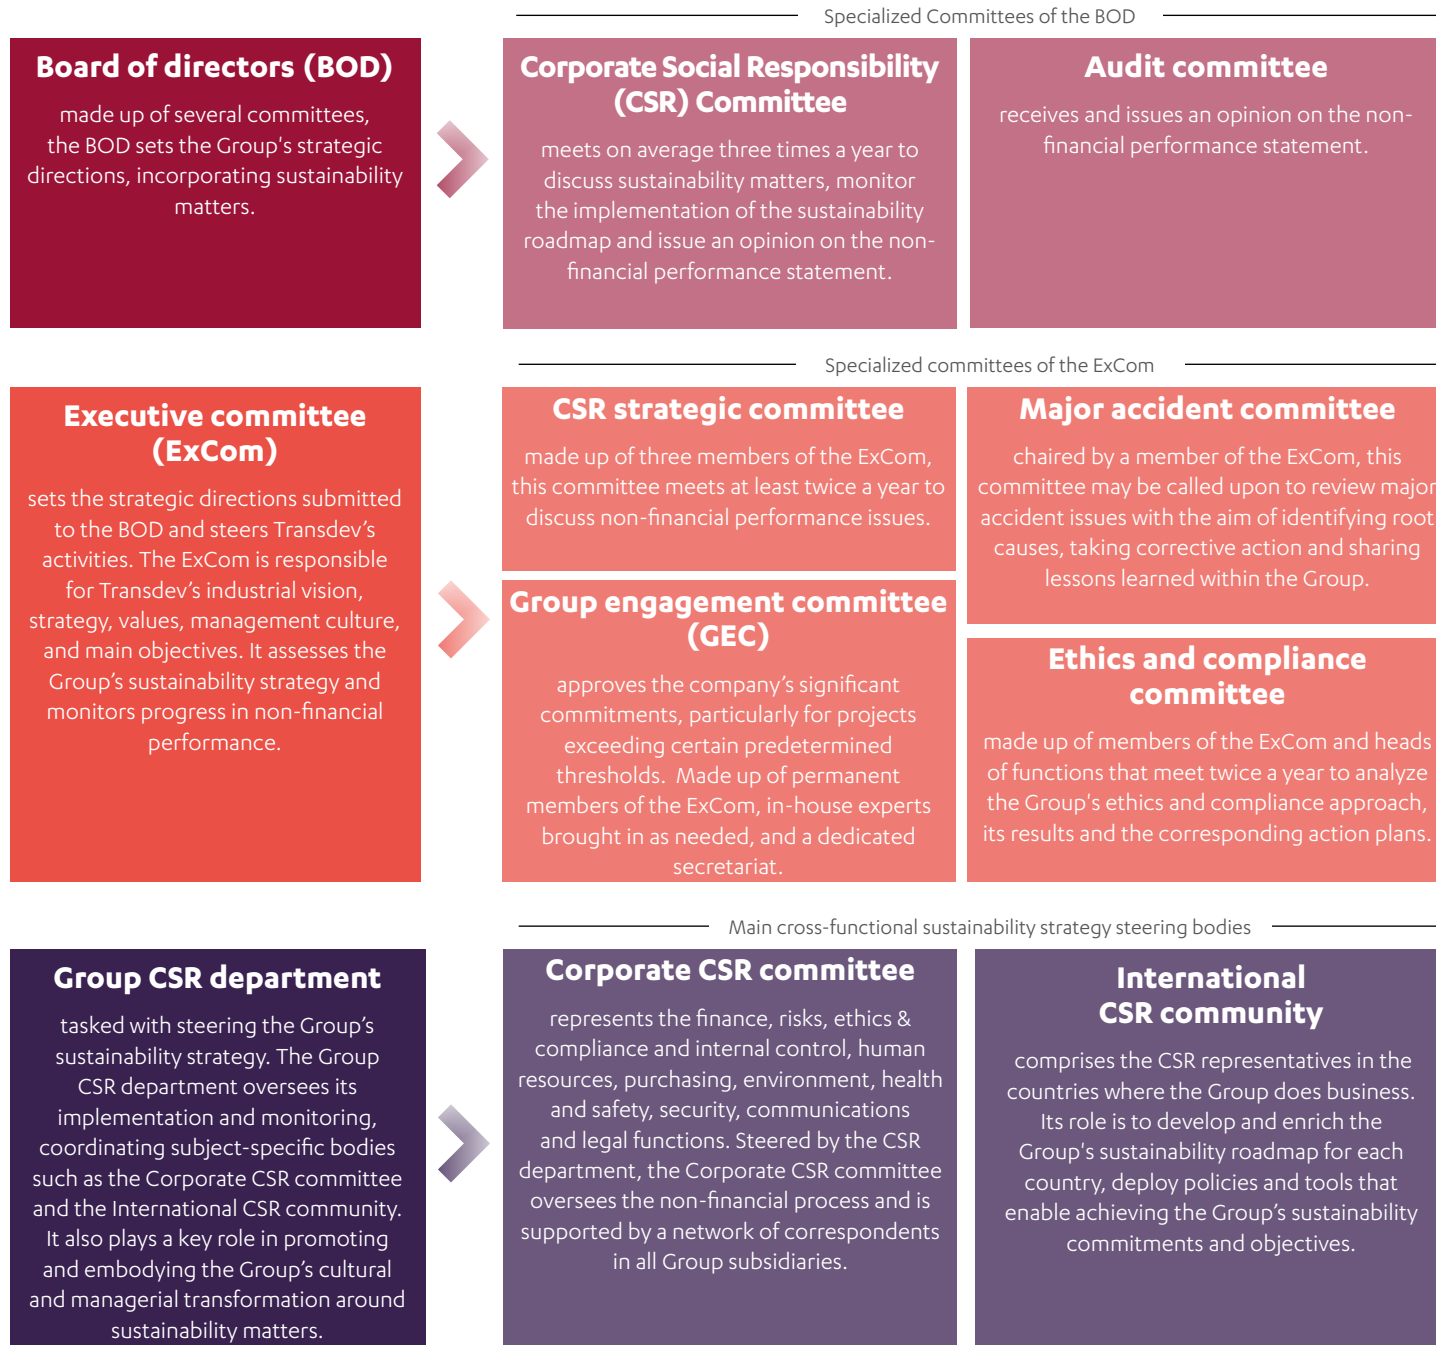 Specialized Committees of the BOD
Board of directors (BOD)
made up of several committees,
the BOD sets the Group's strategic
directions, incorporating sustainability
matters.
Corporate Social Responsibility
(CSR) Committee
meets on average three times a year to
discuss sustainability matters, monitor
the implementation of the sustainability
roadmap and issue an opinion on the non-
financial performance statement.
Audit committee
receives and issues an opinion on the non-
financial performance statement.
Specialized committees of the ExCom
Executive committee
(ExCom)
sets the strategic directions submitted
to the BOD and steers Transdev’s
activities. The ExCom is responsible
for Transdev’s industrial vision,
strategy, values, management culture,
and main objectives. It assesses the
Group’s sustainability strategy and
monitors progress in non-financial
performance.
CSR strategic committee
made up of three members of the ExCom,
this committee meets at least twice a year to
discuss non-financial performance issues.
Group engagement committee
(GEC)
approves the company’s significant
commitments, particularly for projects
exceeding certain predetermined
thresholds. Made up of permanent
members of the ExCom, in-house experts
brought in as needed, and a dedicated
secretariat.
Major accident committee
chaired by a member of the ExCom, this
committee may be called upon to review major
accident issues with the aim of identifying root
causes, taking corrective action and sharing
lessons learned within the Group.
Ethics and compliance
committee
made up of members of the ExCom and heads
of functions that meet twice a year to analyze
the Group's ethics and compliance approach,
its results and the corresponding action plans.
Main cross-functional sustainability strategy steering bodies
Group CSR department
tasked with steering the Group’s
sustainability strategy. The Group
CSR department oversees its
implementation and monitoring,
coordinating subject-specific bodies
such as the Corporate CSR committee
and the International CSR community.
It also plays a key role in promoting
and embodying the Group’s cultural
and managerial transformation around
sustainability matters.
Corporate CSR committee
represents the finance, risks, ethics &
compliance and internal control, human
resources, purchasing, environment, health
and safety, security, communications
and legal functions. Steered by the CSR
department, the Corporate CSR committee
oversees the non-financial process and is
supported by a network of correspondents
in all Group subsidiaries.
International
CSR community
comprises the CSR representatives in the
countries where the Group does business.
Its role is to develop and enrich the
Group's sustainability roadmap for each
country, deploy policies and tools that
enable achieving the Group’s sustainability
commitments and objectives.